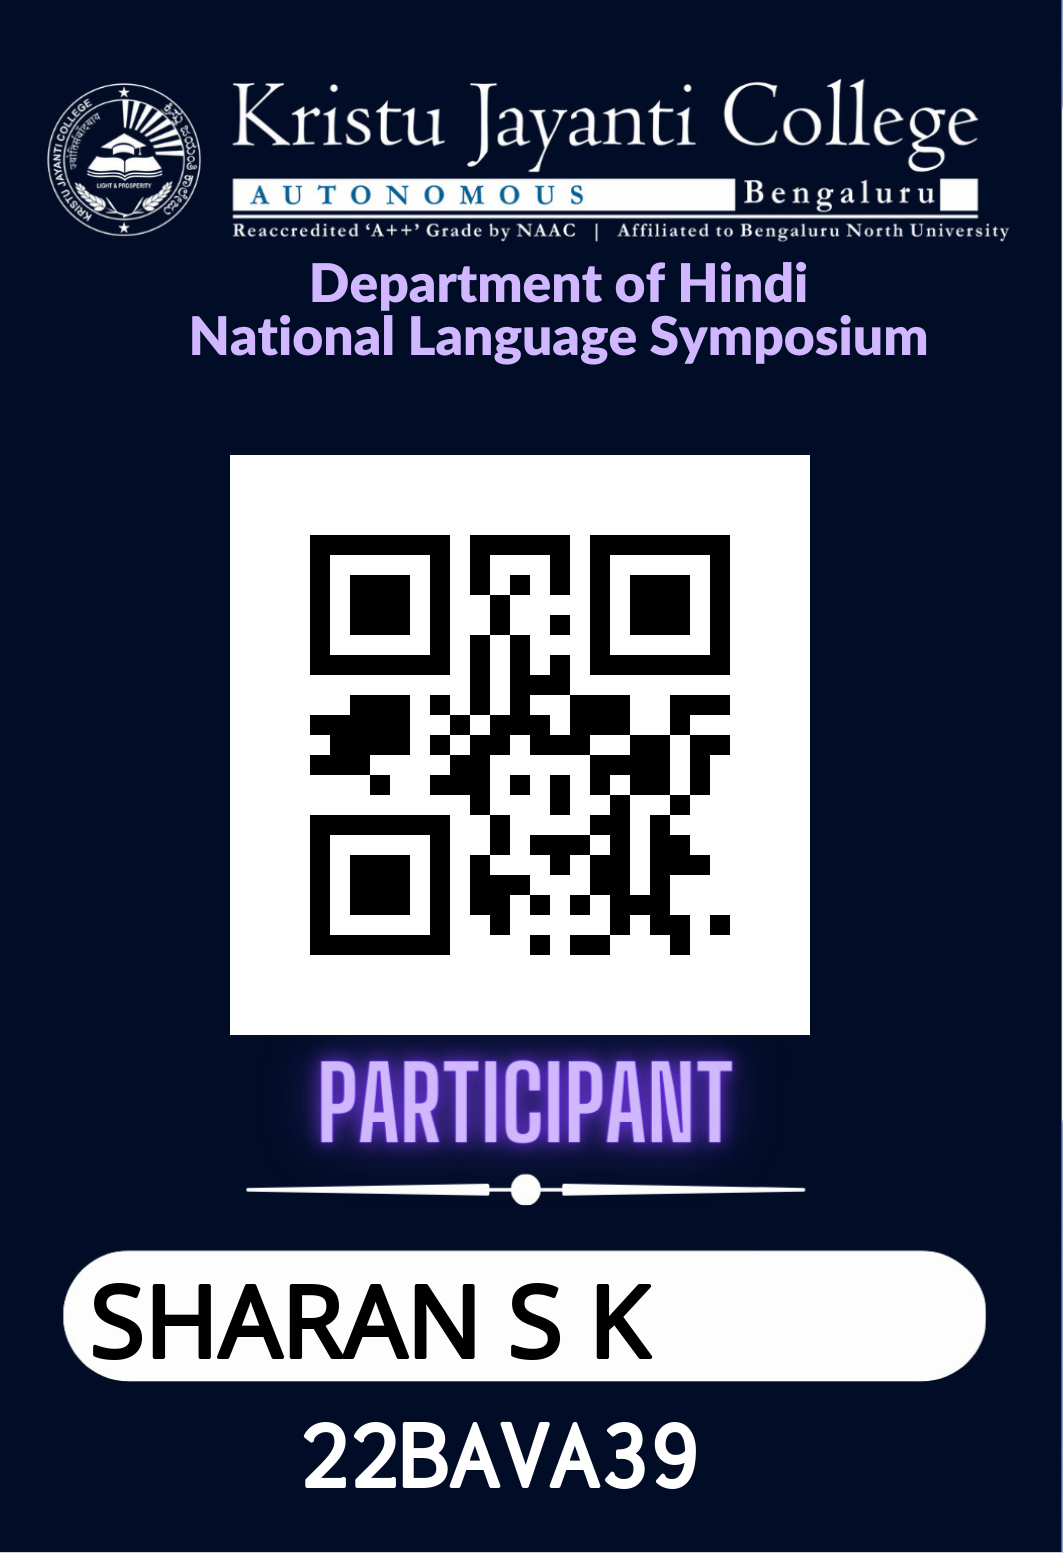 KRISTU JAYANTI COLLEGE
LIGHT & PROSPERITY
Kristu Jayanti College
AUTONOMOUS Bengaluru
Reaccredited ‘A++’ Grade by NAAC | Affiliated to Bengaluru North University
Department of Hindi
National Language Symposium
PARTICIPANT
SHARAN S K
22BAVA39